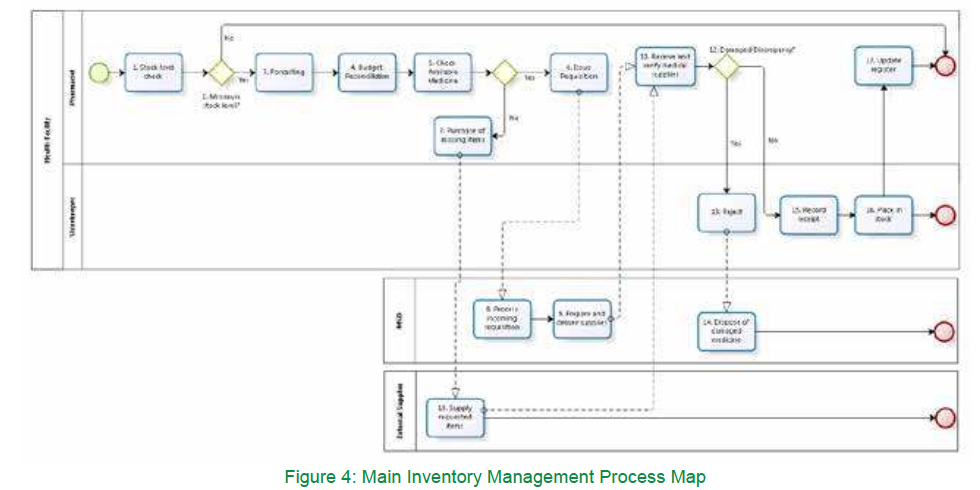 No
12. Damaged/Discrepancy?
1. Stock level
check
Yes
3. Forecasting
4. Budget
Reconciliation
5. Check
Available
Medicine
Yes
6. Issue
Requisition
11. Receive and
verify medical
supplies
17. Update
register
2. Minimum
stock level?
Pharmacist
No
7. Purchase of
missing items
Yes
No
Health Facility
Storekeeper
13. Reject
15. Record
receipt
16. Place in
stock
MSD
8. Process
incoming
requisition
9. Prepare and
deliver supplies
14. Dispose of
damaged
medicine
External Supplier
10. Supply
requested
items
Figure 4: Main Inventory Management Process Map